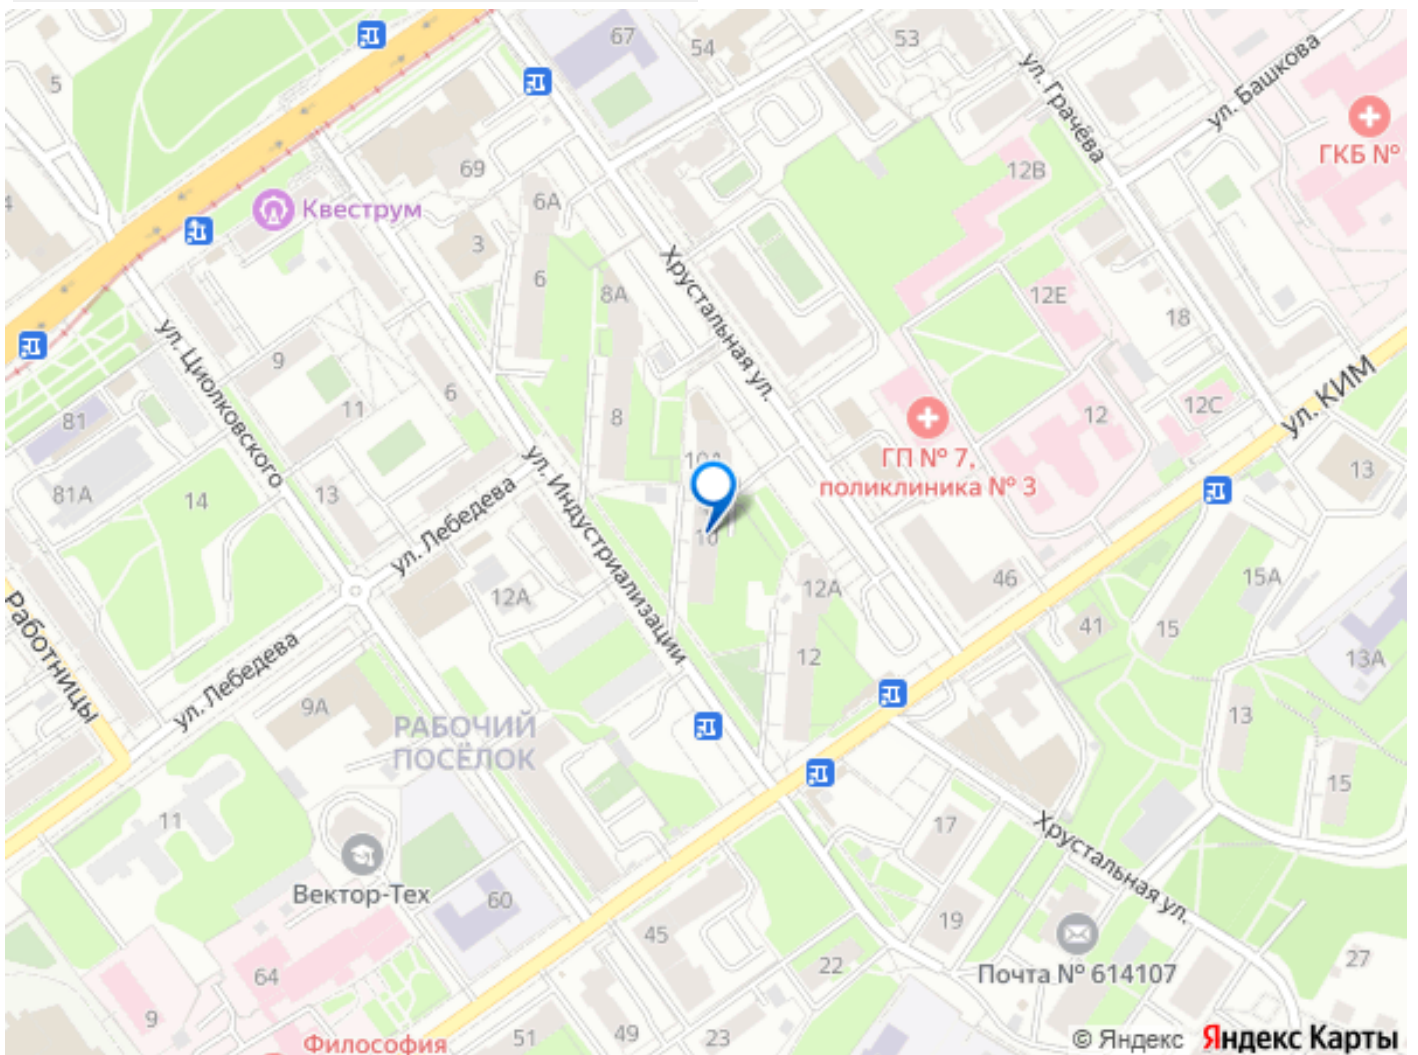 67
54
53
5
ул. Грачёва
ул. Башкова
ГКБ №
69
12В
Квеструм
6А
3
6
8А
Хрустальная ул.
12Е
18
ул. Циолковского
9
6
11
8
12
12С
ул. КИМ
81
ГП № 7,
поликлиника № 3
13
10А
81А
14
13
ул. Лебедева
ул. Индустриализации
10
46
15А
12А
12А
41
15
Работницы
ул. Лебедева
12
13А
9А
РАБОЧИЙ
ПОСЁЛОК
13
15
11
17
Хрустальная ул.
Вектор-Тех
60
19
45
64
22
Почта № 614107
27
9
51
49
23
Философия
© Яндекс Яндекс Карты